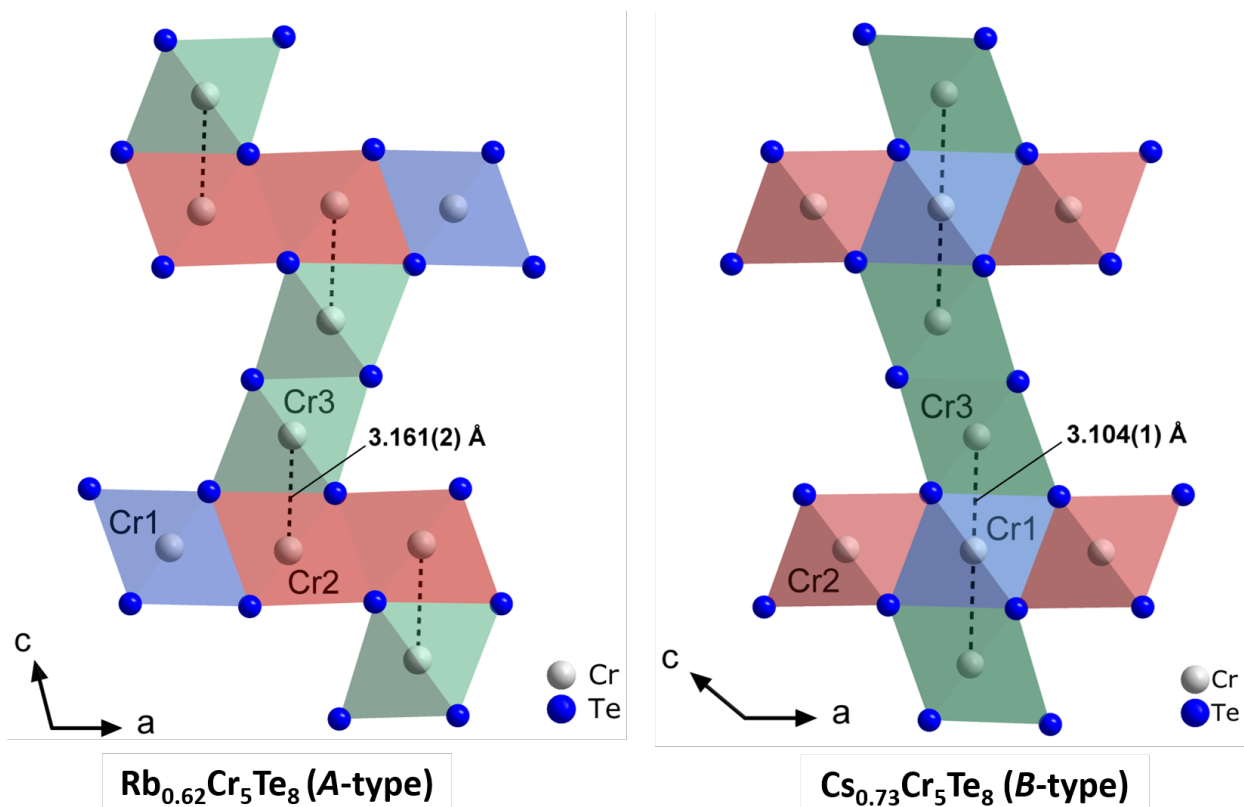 Cr3
3.161(2) Å
Cr1
Cr2
c
a
Cr
Te
Rb0.62Cr5Te8 (A-type)
Cr3
3.104(1) Å
Cr1
Cr2
c
a
Cr
Te
Cs0.73Cr5Te8 (B-type)